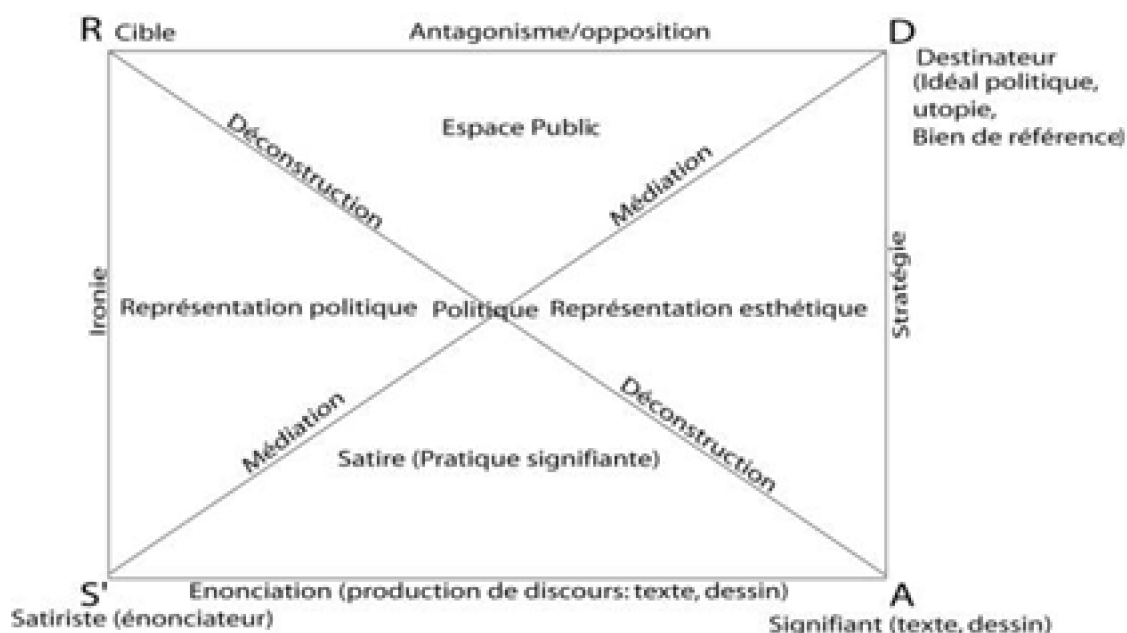 R Cible
Antagonisme/opposition
D
Destinateur
(Idéal politique,
utopie,
Bien de référence)
Espace Public
Déconstruction
Médiation
Ironie
Stratégie
Représentation politique
Politique
Représentation esthétique
Médiation
Déconstruction
Satire (Pratique signifiante)
S'
Enonciation (production de discours: texte, dessin)
A
Satiriste (énonciateur)
Signifiant (texte, dessin)